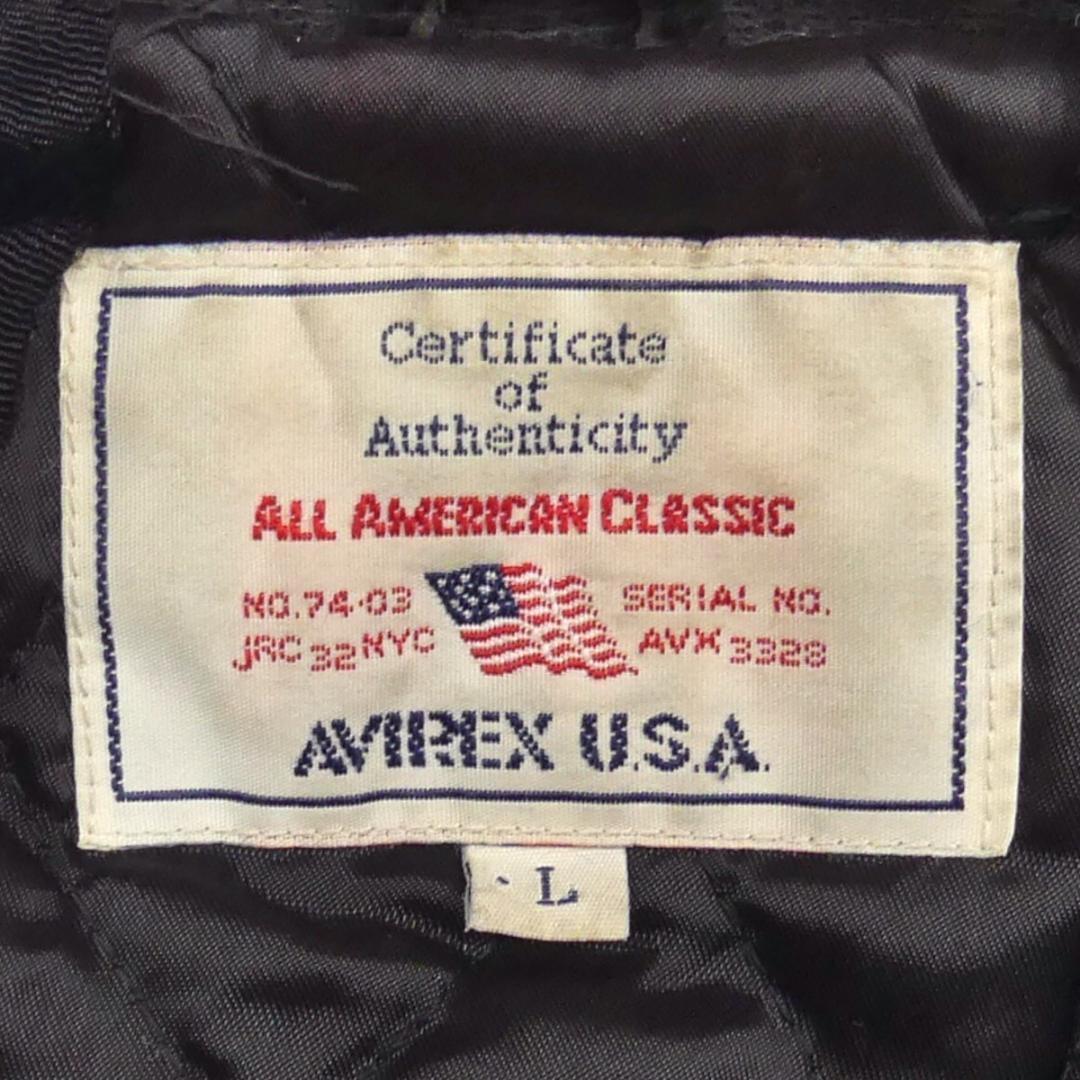 Certificate
of
Authenticity
ALL AMERICAN CLASSIC
NO.74-03 SERIAL NO.
JRC 32 NYC AVX 3328
AVIREX U.S.A.
L